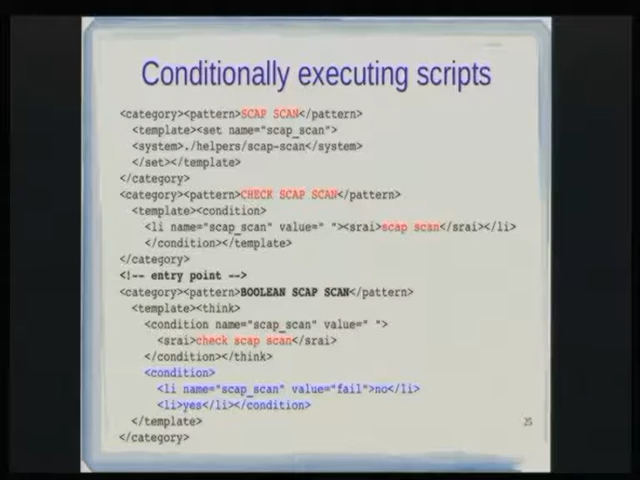 Conditionally executing scripts
<category><pattern>SCAP SCAN</pattern>
<template><set name="scap_scan">
<system>./helpers/scap-scan</system>
</set></template>
</category>
<category><pattern>CHECK SCAP SCAN</pattern>
<template><condition>
<li name="scap_scan" value=" "><srai>scap scan</srai></li>
</condition></template>
</category>
<!-- entry point -->
<category><pattern>BOOLEAN SCAP SCAN</pattern>
<template><think>
<condition name="scap_scan" value=" ">
<srai>check scap scan</srai>
</condition></think>
<condition>
<li name="scap_scan" value="fail">no</li>
<li>yes</li></condition>
</template>
</category>
25